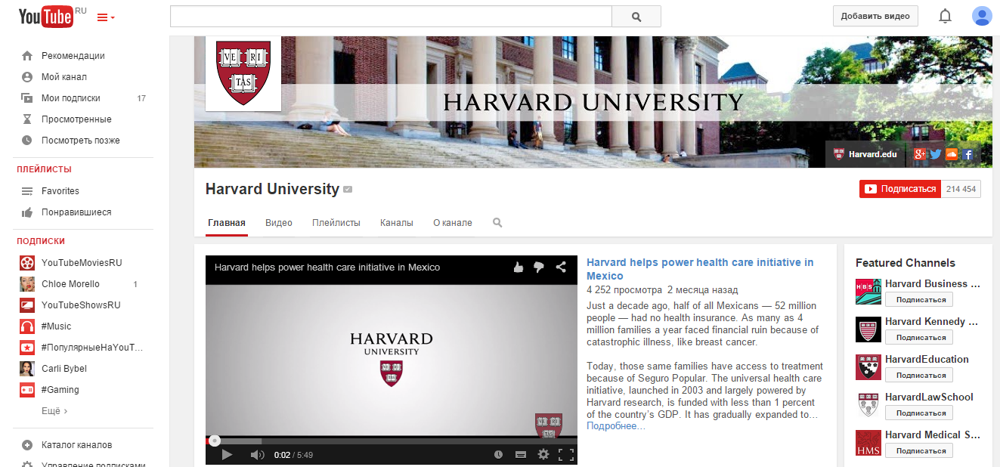 YouTube RU
Добавить видео
Рекомендации
Мой канал
Мои подписки 17
Просмотренные
Посмотреть позже
ПЛЕЙЛИСТЫ
Favorites
Понравившиеся
ПОДПИСКИ
YouTubeMoviesRU
Chloe Morello 1
YouTubeShowsRU
#Music
#ПопулярныеНаYouT...
Carli Bybel
#Gaming
Ещё ›
Каталог каналов
Управление подписками
VE RI
TAS
HARVARD UNIVERSITY
Harvard.edu
Harvard University
Подписаться 214 454
Главная Видео Плейлисты Каналы О канале
Harvard helps power health care initiative in Mexico
HARVARD
UNIVERSITY
VE RI
TAS
0:02 / 5:49
Harvard helps power health care initiative in
Mexico
4 252 просмотра 2 месяца назад
Just a decade ago, half of all Mexicans — 52 million
people — had no health insurance. As many as 4
million families a year faced financial ruin because of
catastrophic illness, like breast cancer.
Today, those same families have access to treatment
because of Seguro Popular. The universal health care
initiative, launched in 2003 and largely powered by
Harvard research, is funded with less than 1 percent
of the country's GDP. It has gradually expanded to...
Подробнее...
Featured Channels
HBS
Harvard Business ...
Подписаться
Harvard Kennedy ...
Подписаться
HarvardEducation
Подписаться
HarvardLawSchool
Подписаться
HMS
Harvard Medical S...
Подписаться